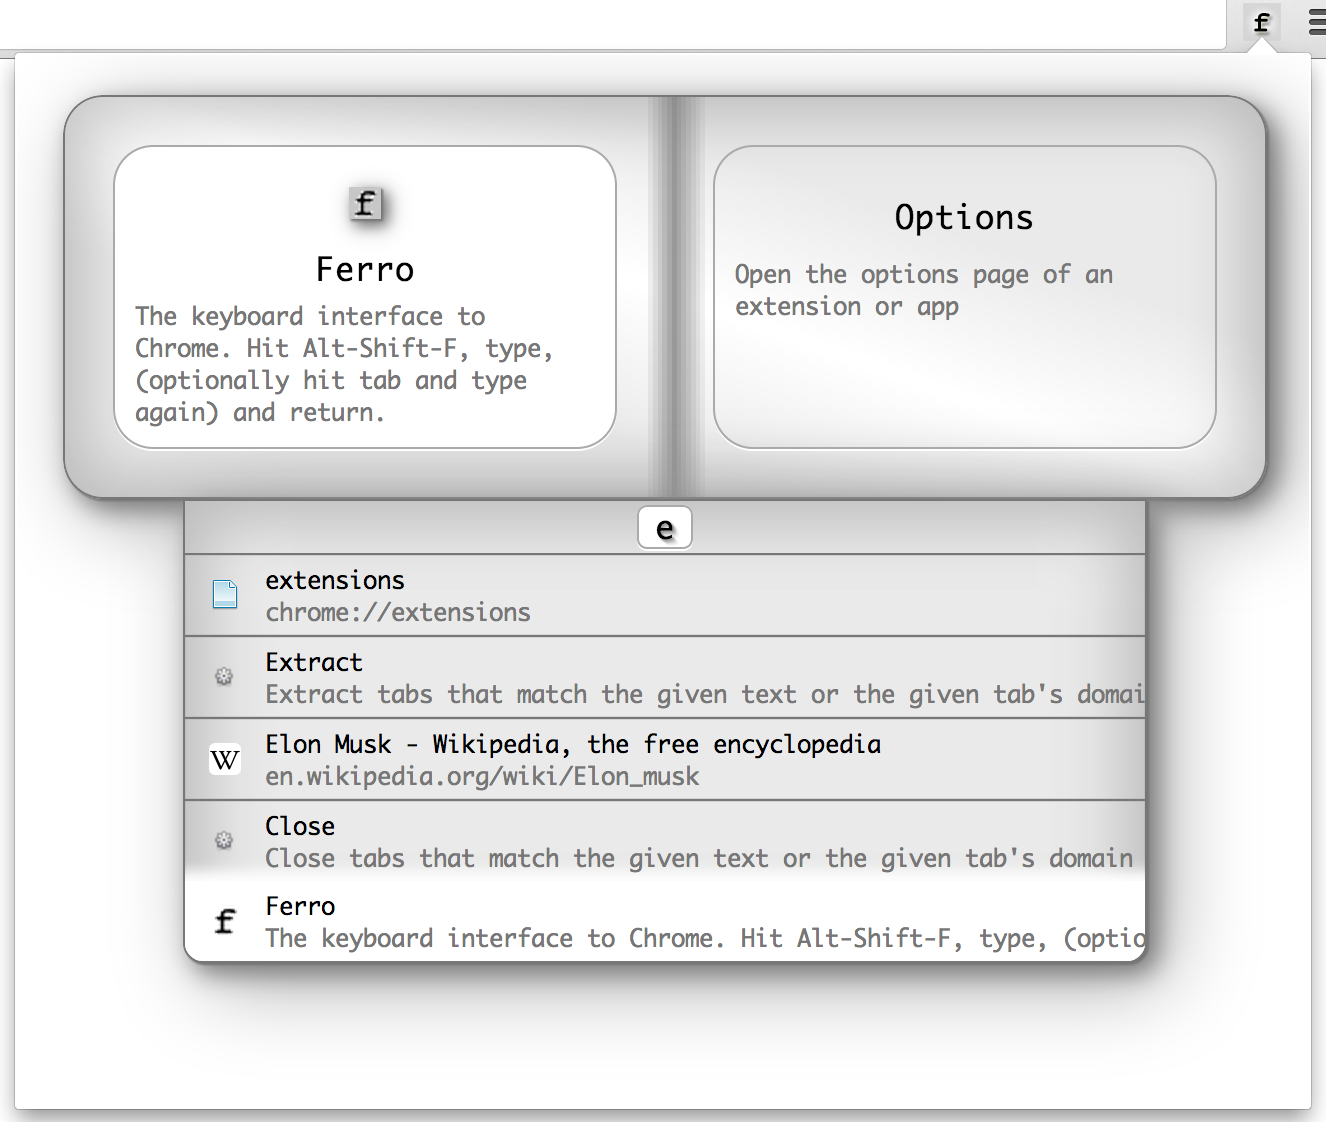 f
f
Ferro
The keyboard interface to
Chrome. Hit Alt-Shift-F, type,
(optionally hit tab and type
again) and return.
Options
Open the options page of an
extension or app
e
extensions
chrome://extensions
Extract
Extract tabs that match the given text or the given tab's domai
W
Elon Musk - Wikipedia, the free encyclopedia
en.wikipedia.org/wiki/Elon_musk
Close
Close tabs that match the given text or the given tab's domain
f
Ferro
The keyboard interface to Chrome. Hit Alt-Shift-F, type, (optio